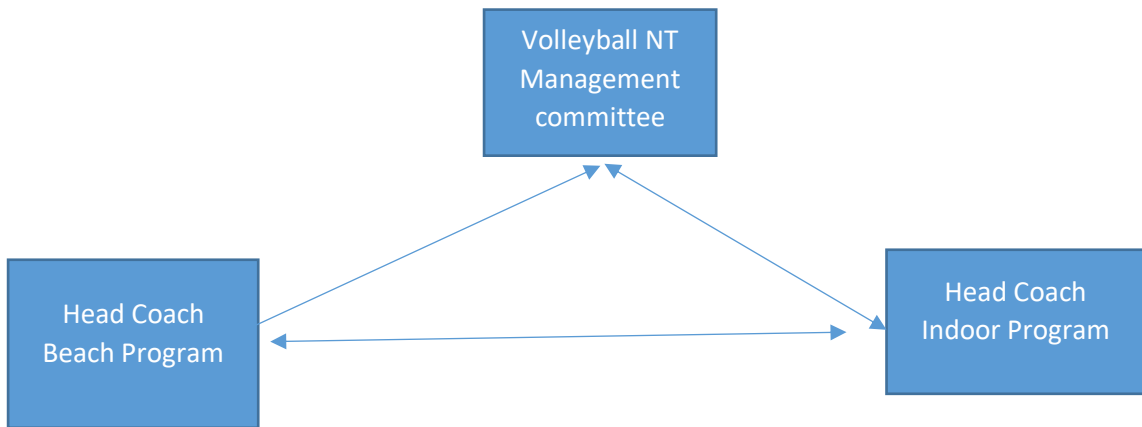 Volleyball NT
Management
committee
Head Coach
Beach Program
Head Coach
Indoor Program